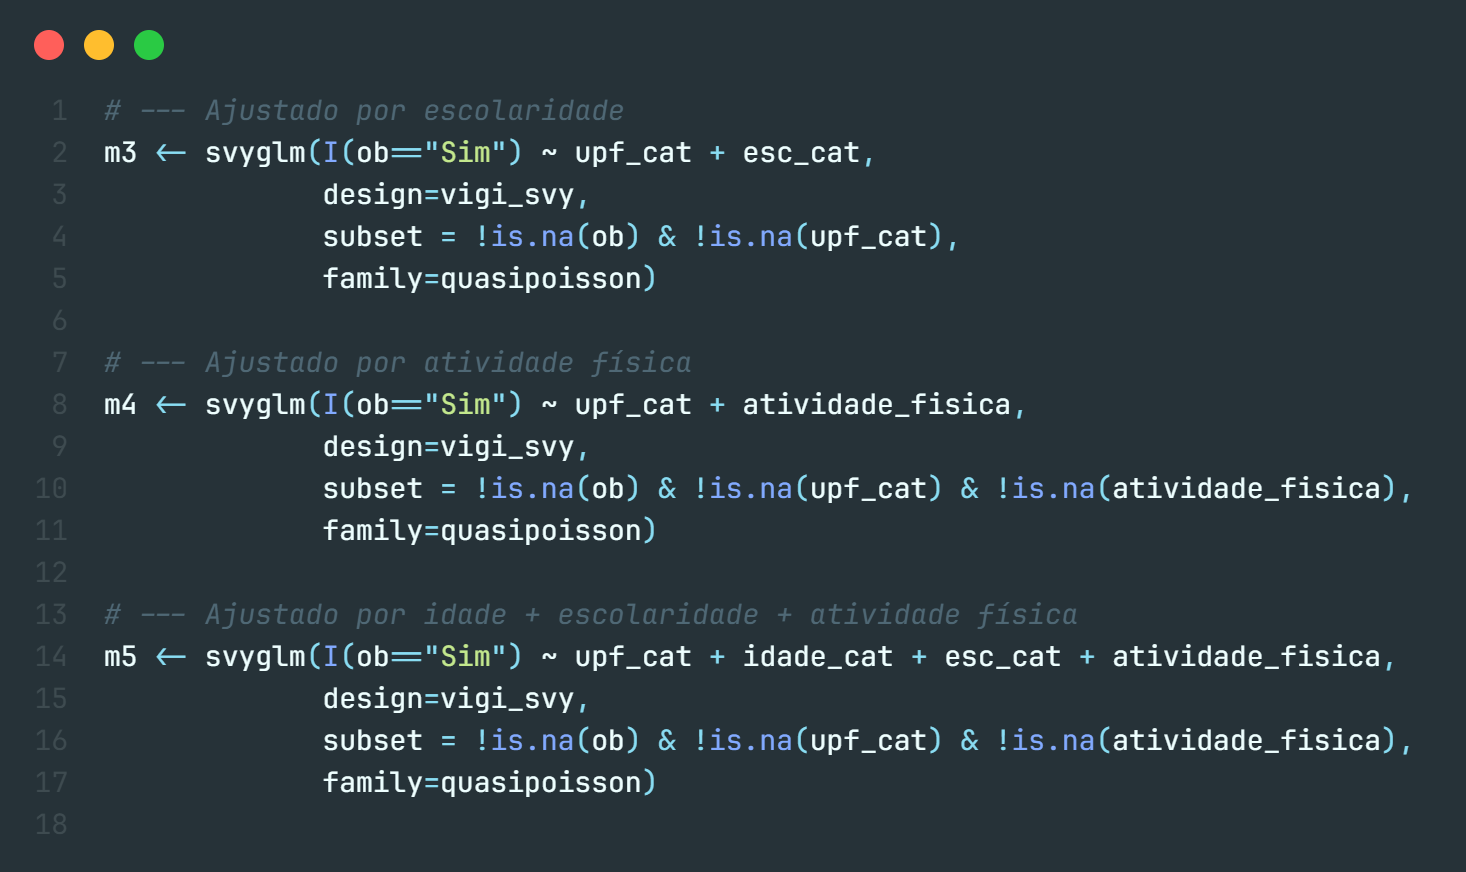 1 # --- Ajustado por escolaridade
2 m3 <- svyglm(I(ob=="Sim") ~ upf_cat + esc_cat,
3 design=vigi_svy,
4 subset = !is.na(ob) & !is.na(upf_cat),
5 family=quasipoisson)
6
7 # --- Ajustado por atividade física
8 m4 <- svyglm(I(ob=="Sim") ~ upf_cat + atividade_fisica,
9 design=vigi_svy,
10 subset = !is.na(ob) & !is.na(upf_cat) & !is.na(atividade_fisica),
11 family=quasipoisson)
12
13 # --- Ajustado por idade + escolaridade + atividade física
14 m5 <- svyglm(I(ob=="Sim") ~ upf_cat + idade_cat + esc_cat + atividade_fisica,
15 design=vigi_svy,
16 subset = !is.na(ob) & !is.na(upf_cat) & !is.na(atividade_fisica),
17 family=quasipoisson)
18